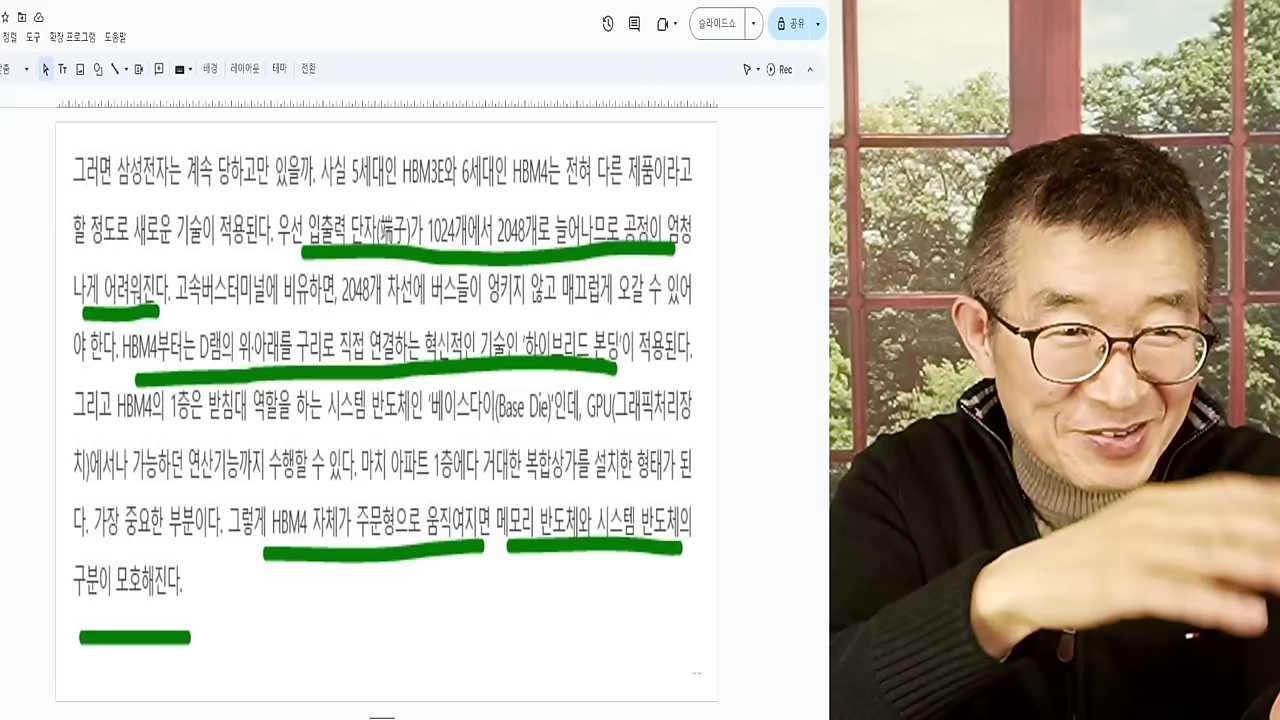 정렬 도구 확장 프로그램 도움말
슬라이드쇼
공유
배경 레이아웃 테마 전환
Rec
그러면 삼성전자는 계속 당하고만 있을까. 사실 5세대인 HBM3E와 6세대인 HBM4는 전혀 다른 제품이라고
할 정도로 새로운 기술이 적용된다. 우선 입출력 단자(端子)가 1024개에서 2048개로 늘어나므로 공정이 엄청
나게 어려워진다. 고속버스터미널에 비유하면, 2048개 차선에 버스들이 엉키지 않고 매끄럽게 오갈 수 있어
야 한다. HBM4부터는 D램의 위·아래를 구리로 직접 연결하는 혁신적인 기술인 '하이브리드 본딩'이 적용된다.
그리고 HBM4의 1층은 받침대 역할을 하는 시스템 반도체인 '베이스다이(Base Die)'인데, GPU(그래픽처리장
치)에서나 가능하던 연산기능까지 수행할 수 있다. 마치 아파트 1층에다 거대한 복합상가를 설치한 형태가 된
다. 가장 중요한 부분이다. 그렇게 HBM4 자체가 주문형으로 움직여지면 메모리 반도체와 시스템 반도체의
구분이 모호해진다.